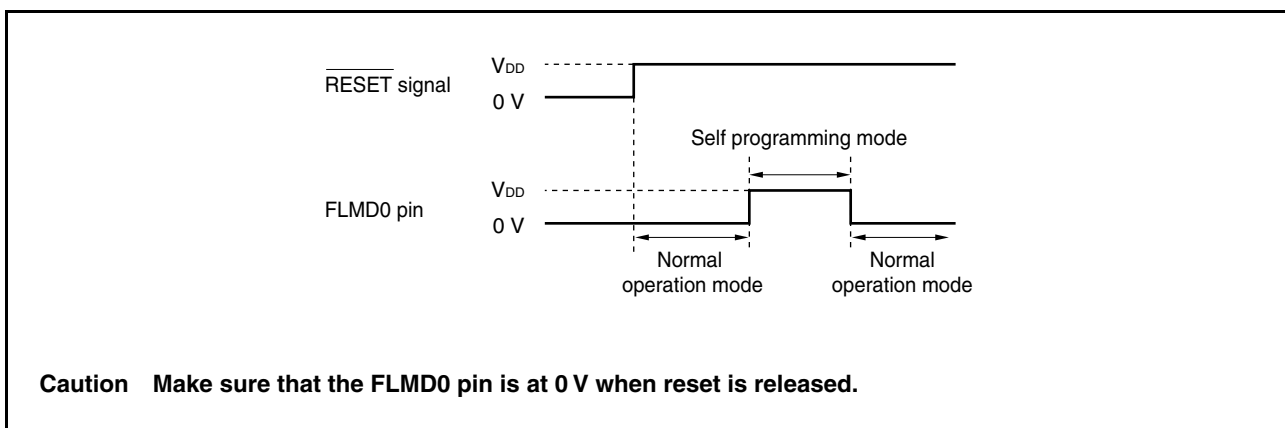 RESET signal
VDD
0 V
Self programming mode
FLMD0 pin
VDD
0 V
Normal
operation mode
Normal
operation mode
Caution Make sure that the FLMD0 pin is at 0 V when reset is released.